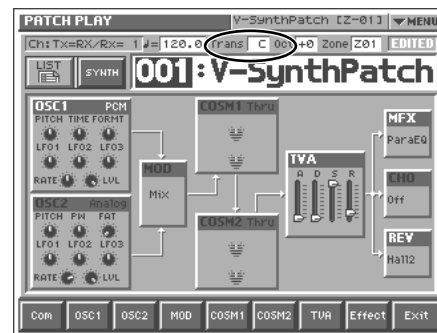 PATCH PLAY V-SynthPatch [Z-01] ▼MENU
Ch:Tx=RX/Rx= 1 ♩= 120.0 Trans C Oct +0 Zone Z01 EDITED
LIST SYNTH 001:V-SynthPatch
OSC1 PCM
PITCH TIME FORMT
LFO1 LFO2 LFO3
RATE LVL
OSC2 Analog
PITCH PW FAT
LFO1 LFO2 LFO3
RATE LVL
MOD
Mix
COSM1 Thru
COSM2 Thru
TVA
A D S R
MFX
ParaEQ
CHO
Off
REV
Hall2
Com OSC1 OSC2 MOD COSM1 COSM2 TVA Effect Exit